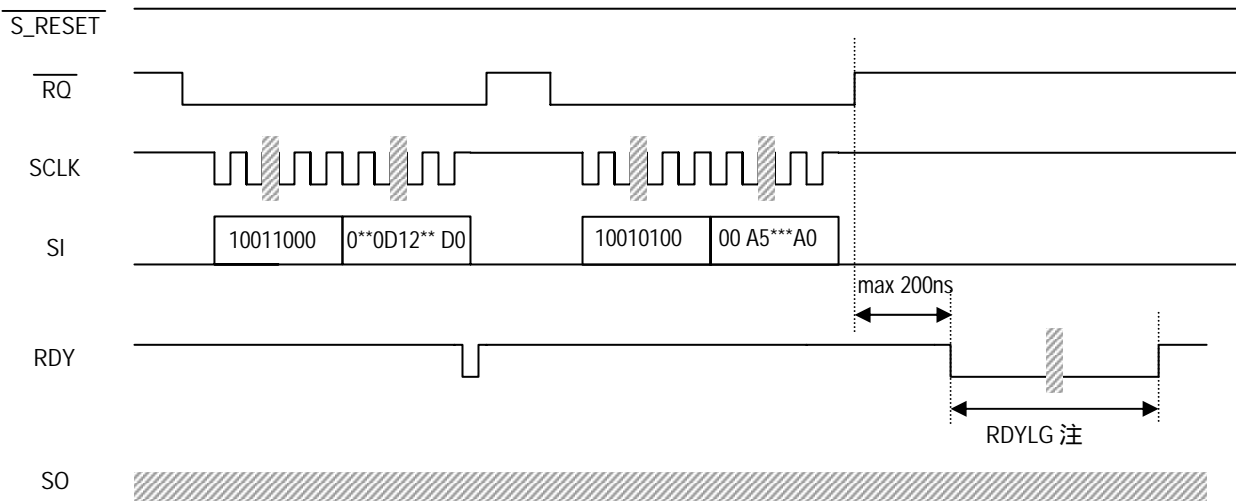 S_RESET
RQ
SCLK
10011000 0**0D12** D0 10010100 00 A5***A0
SI
max 200ns
RDY
RDYLG 注
SO